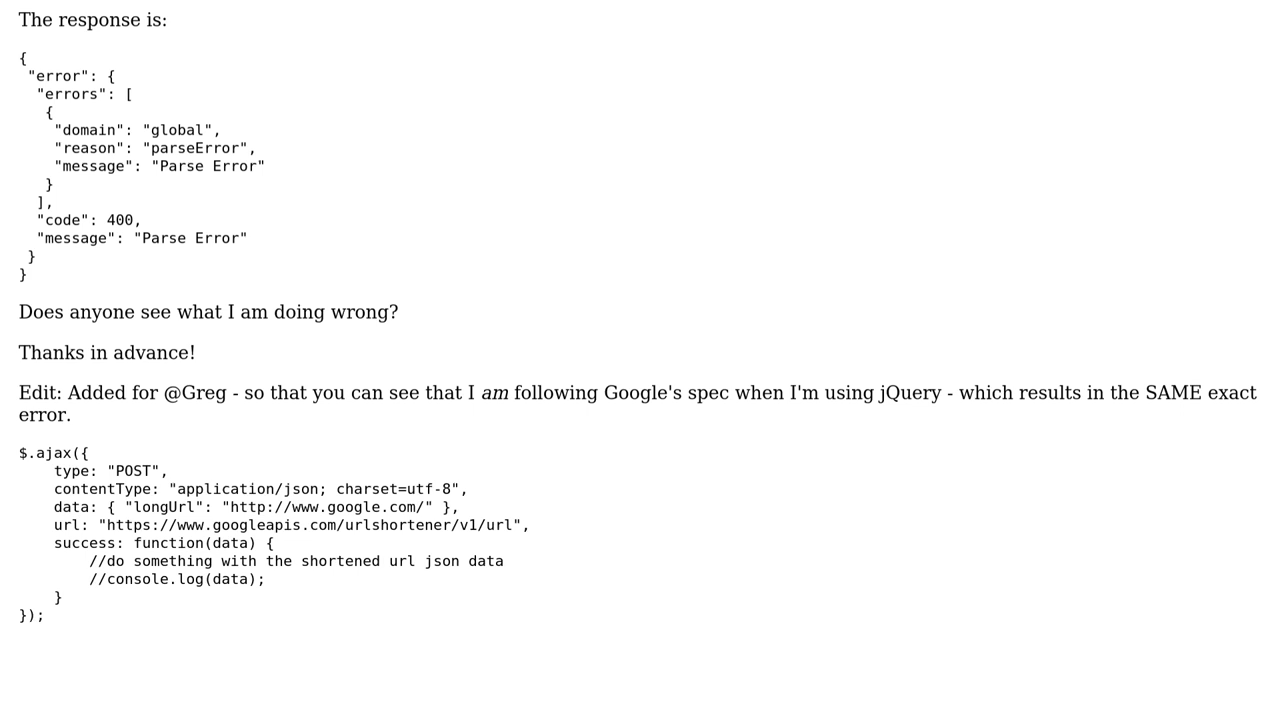 The response is:
{
 "error": {
  "errors": [
   {
    "domain": "global",
    "reason": "parseError",
    "message": "Parse Error"
   }
  ],
  "code": 400,
  "message": "Parse Error"
 }
}
Does anyone see what I am doing wrong?
Thanks in advance!
Edit: Added for @Greg - so that you can see that I am following Google's spec when I'm using jQuery - which results in the SAME exact
error.
$.ajax({
    type: "POST",
    contentType: "application/json; charset=utf-8",
    data: { "longUrl": "http://www.google.com/" },
    url: "https://www.googleapis.com/urlshortener/v1/url",
    success: function(data) {
        //do something with the shortened url json data
        //console.log(data);
    }
});